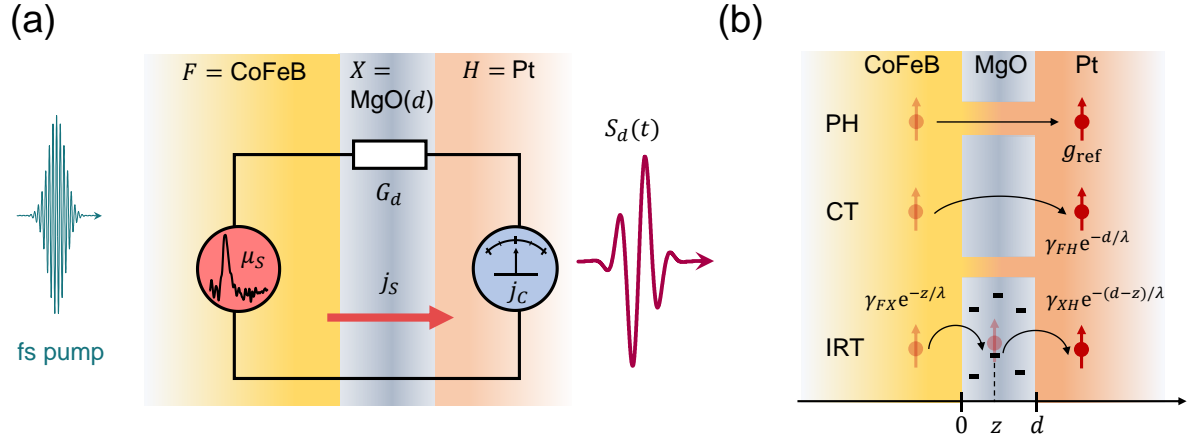 (a)
F = CoFeB
X =
MgO(d)
H = Pt
S_d(t)
G_d
μ_S
j_S
j_C
fs pump
(b)
CoFeB
MgO
Pt
PH
g_ref
CT
γ_FH e^{-d/λ}
γ_FX e^{-z/λ}
γ_XH e^{-(d-z)/λ}
IRT
0
z
d